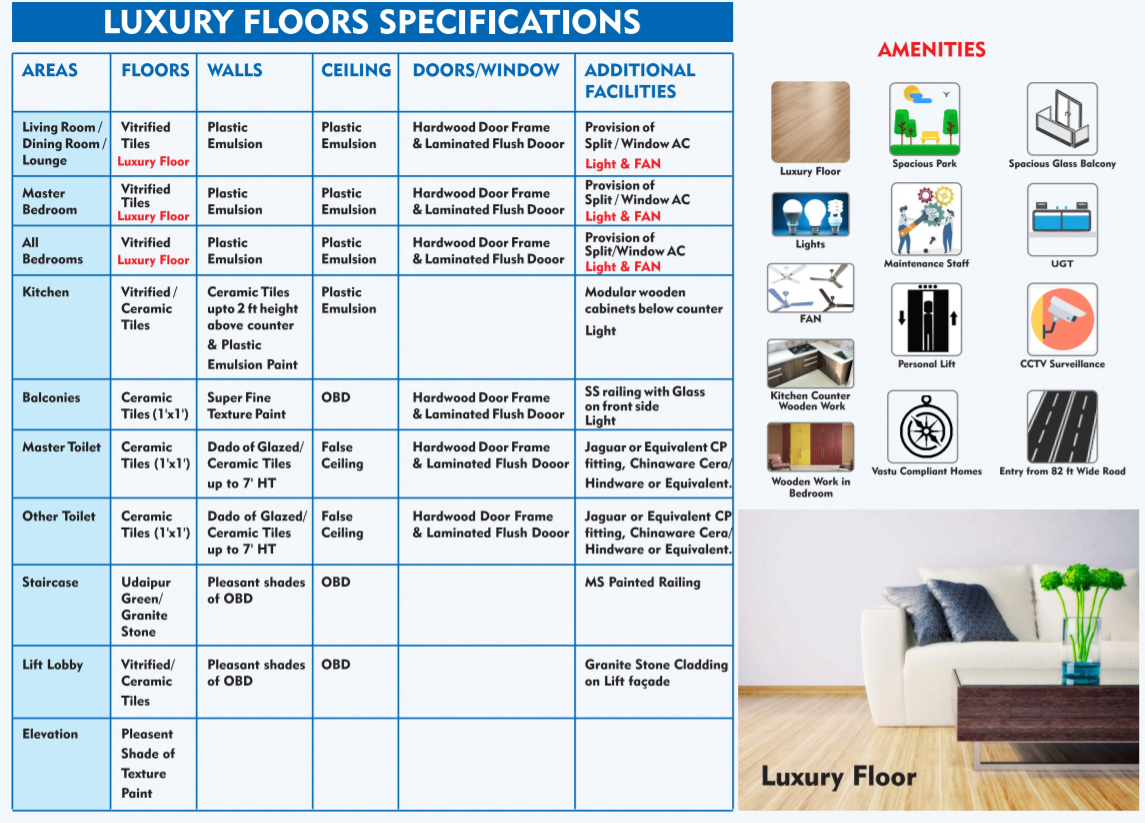 LUXURY FLOORS SPECIFICATIONS
AREAS
FLOORS
WALLS
CEILING
DOORS/WINDOW
ADDITIONAL
FACILITIES
Living Room /
Dining Room /
Lounge
Vitrified
Tiles
Luxury Floor
Plastic
Emulsion
Plastic
Emulsion
Hardwood Door Frame
& Laminated Flush Dooor
Provision of
Split / Window AC
Light & FAN
Master
Bedroom
Vitrified
Tiles
Luxury Floor
Plastic
Emulsion
Plastic
Emulsion
Hardwood Door Frame
& Laminated Flush Dooor
Provision of
Split / Window AC
Light & FAN
All
Bedrooms
Vitrified
Luxury Floor
Plastic
Emulsion
Plastic
Emulsion
Hardwood Door Frame
& Laminated Flush Dooor
Provision of
Split/Window AC
Light & FAN
Kitchen
Vitrified /
Ceramic
Tiles
Ceramic Tiles
upto 2 ft height
above counter
& Plastic
Emulsion Paint
Plastic
Emulsion
Modular wooden
cabinets below counter
Light
Balconies
Ceramic
Tiles (1'x1')
Super Fine
Texture Paint
OBD
Hardwood Door Frame
& Laminated Flush Dooor
SS railing with Glass
on front side
Light
Master Toilet
Ceramic
Tiles (1'x1')
Dado of Glazed/
Ceramic Tiles
up to 7' HT
False
Ceiling
Hardwood Door Frame
& Laminated Flush Dooor
Jaguar or Equivalent CP
fitting, Chinaware Cera/
Hindware or Equivalent.
Other Toilet
Ceramic
Tiles (1'x1')
Dado of Glazed/
Ceramic Tiles
up to 7' HT
False
Ceiling
Hardwood Door Frame
& Laminated Flush Dooor
Jaguar or Equivalent CP
fitting, Chinaware Cera/
Hindware or Equivalent.
Staircase
Udaipur
Green/
Granite
Stone
Pleasant shades
of OBD
OBD
MS Painted Railing
Lift Lobby
Vitrified/
Ceramic
Tiles
Pleasant shades
of OBD
OBD
Granite Stone Cladding
on Lift façade
Elevation
Pleasent
Shade of
Texture
Paint
AMENITIES
Luxury Floor
Spacious Park
Spacious Glass Balcony
Lights
Maintenance Staff
UGT
FAN
Personal Lift
CCTV Surveillance
Kitchen Counter
Wooden Work
Vastu Compliant Homes
Entry from 82 ft Wide Road
Wooden Work in
Bedroom
Luxury Floor